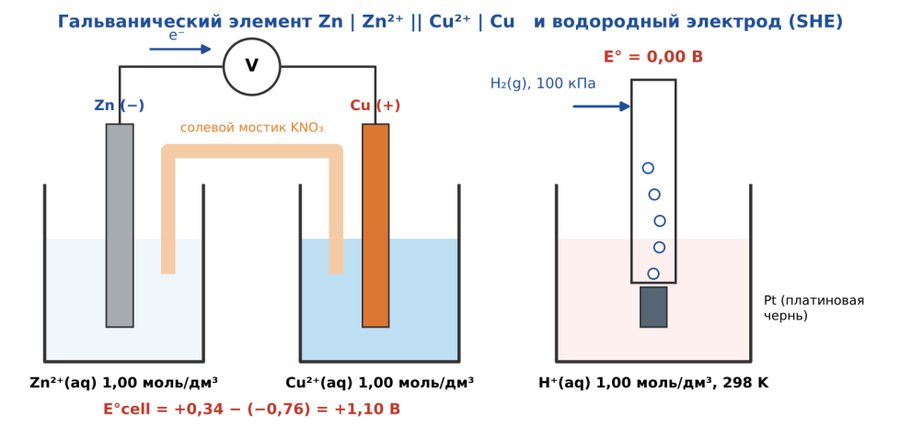 Гальванический элемент Zn | Zn²⁺ || Cu²⁺ | Cu   и водородный электрод (SHE)
e⁻
V
E° = 0,00 В
H₂(g), 100 кПа
Zn (−)
Cu (+)
солевой мостик KNO₃
Pt (платиновая
чернь)
Zn²⁺(aq) 1,00 моль/дм³
Cu²⁺(aq) 1,00 моль/дм³
H⁺(aq) 1,00 моль/дм³, 298 K
E°cell = +0,34 − (−0,76) = +1,10 В